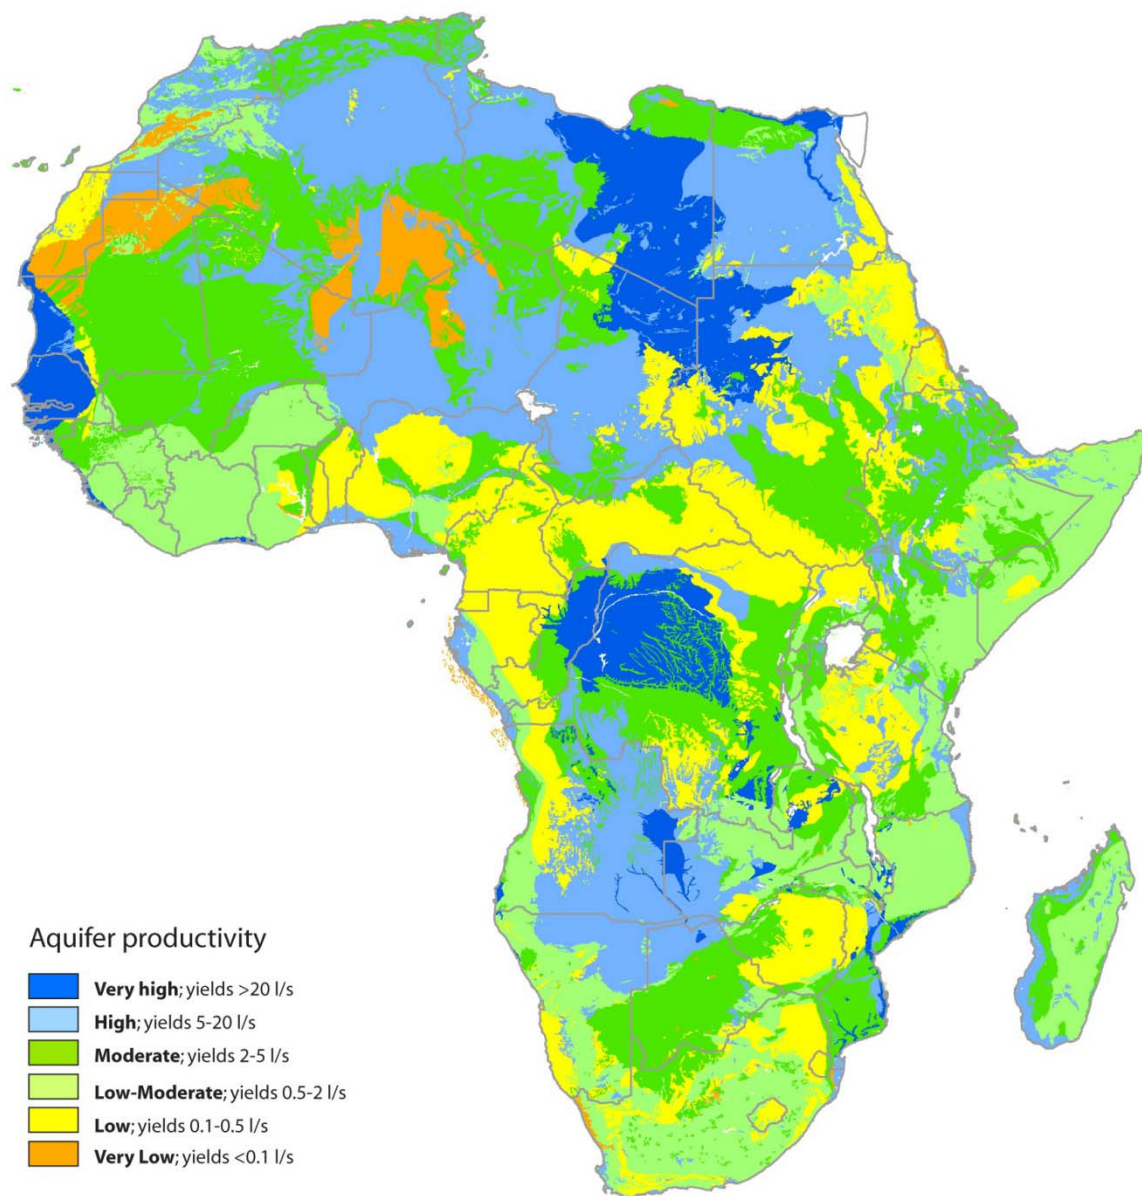 Aquifer productivity
Very high; yields >20 l/s
High; yields 5-20 l/s
Moderate; yields 2-5 l/s
Low-Moderate; yields 0.5-2 l/s
Low; yields 0.1-0.5 l/s
Very Low; yields <0.1 l/s